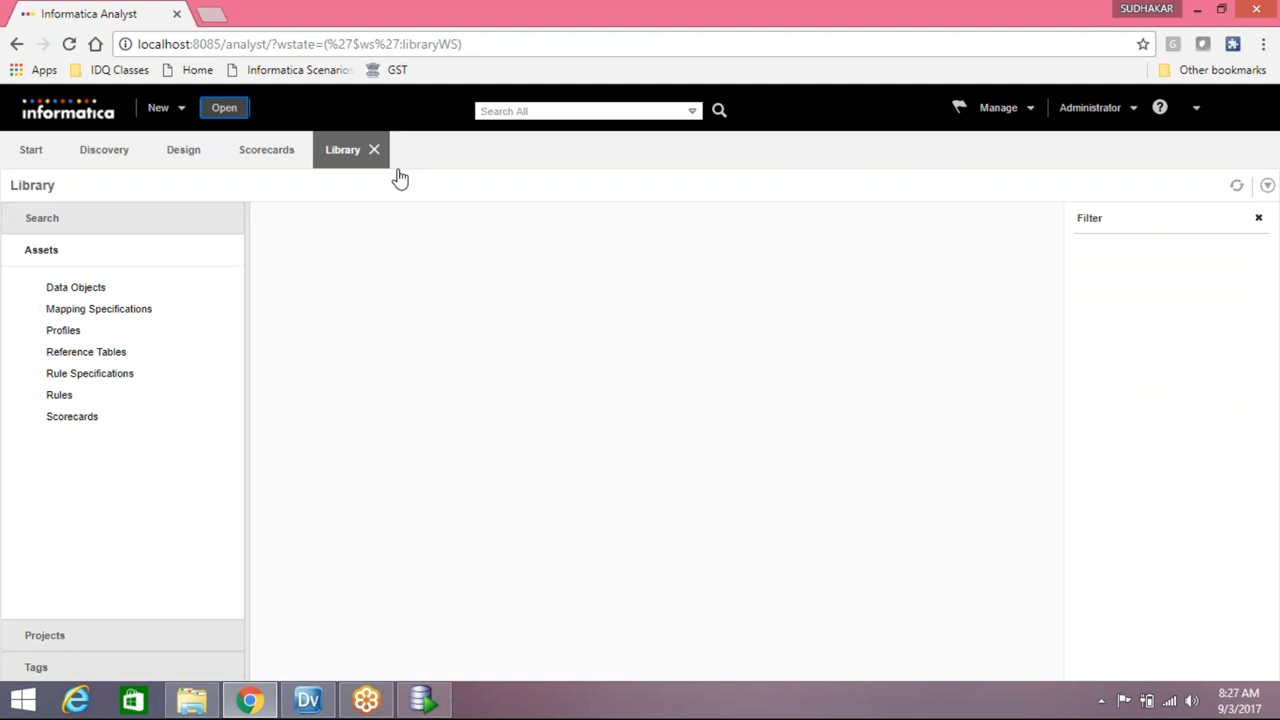 Informatica Analyst
SUDHAKAR
localhost:8085/analyst/?wstate=(%27$ws%27:libraryWS)
Apps IDQ Classes Home Informatica Scenarios GST Other bookmarks
informatica New Open Search All Manage Administrator ?
Start Discovery Design Scorecards Library
Library
Search
Filter
Assets
Data Objects
Mapping Specifications
Profiles
Reference Tables
Rule Specifications
Rules
Scorecards
Projects
Tags
Dv
8:27 AM
9/3/2017